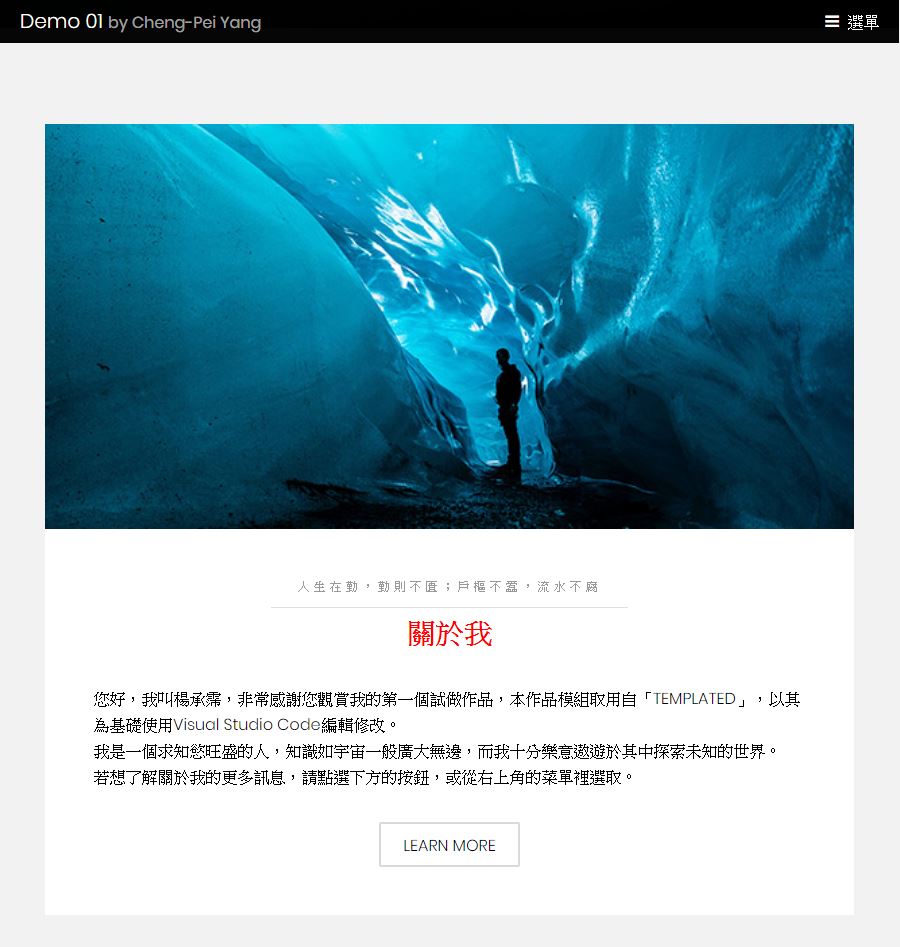 Demo 01 by Cheng-Pei Yang
選單
人生在勤，勤則不匱；戶樞不蠹，流水不腐
關於我
您好，我叫楊承霈，非常感謝您觀賞我的第一個試做作品，本作品模組取用自「TEMPLATED」，以其
為基礎使用Visual Studio Code編輯修改。
我是一個求知慾旺盛的人，知識如宇宙一般廣大無邊，而我十分樂意遨遊於其中探索未知的世界。
若想了解關於我的更多訊息，請點選下方的按鈕，或從右上角的菜單裡選取。
LEARN MORE